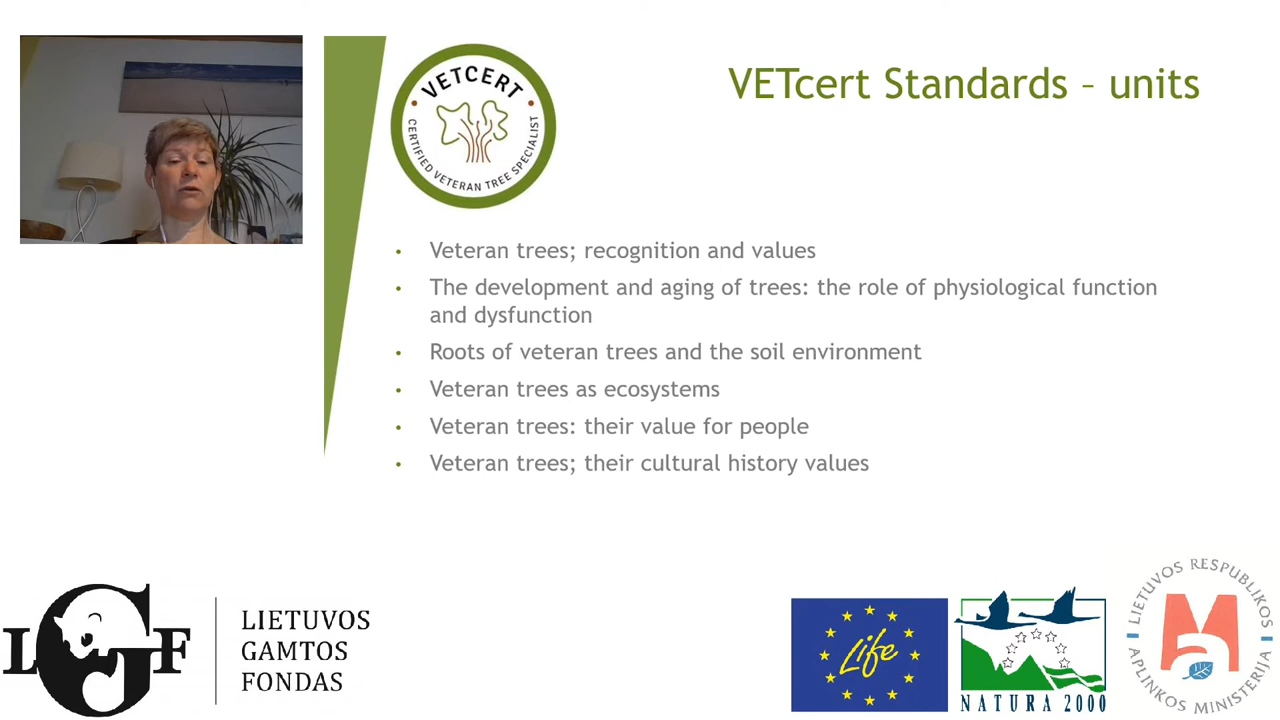 VETCERT
CERTIFIED VETERAN TREE SPECIALIST
VETcert Standards – units
• Veteran trees; recognition and values
• The development and aging of trees: the role of physiological function
and dysfunction
• Roots of veteran trees and the soil environment
• Veteran trees as ecosystems
• Veteran trees: their value for people
• Veteran trees; their cultural history values
LGF
LIETUVOS
GAMTOS
FONDAS
Life
NATURA 2000
LIETUVOS RESPUBLIKOS
APLINKOS MINISTERIJA
Ma